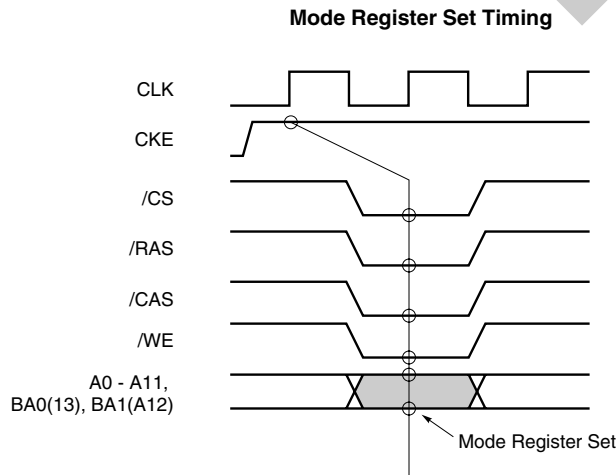 Mode Register Set Timing
CLK
CKE
/CS
/RAS
/CAS
/WE
A0 - A11,
BA0(13), BA1(A12)
Mode Register Set